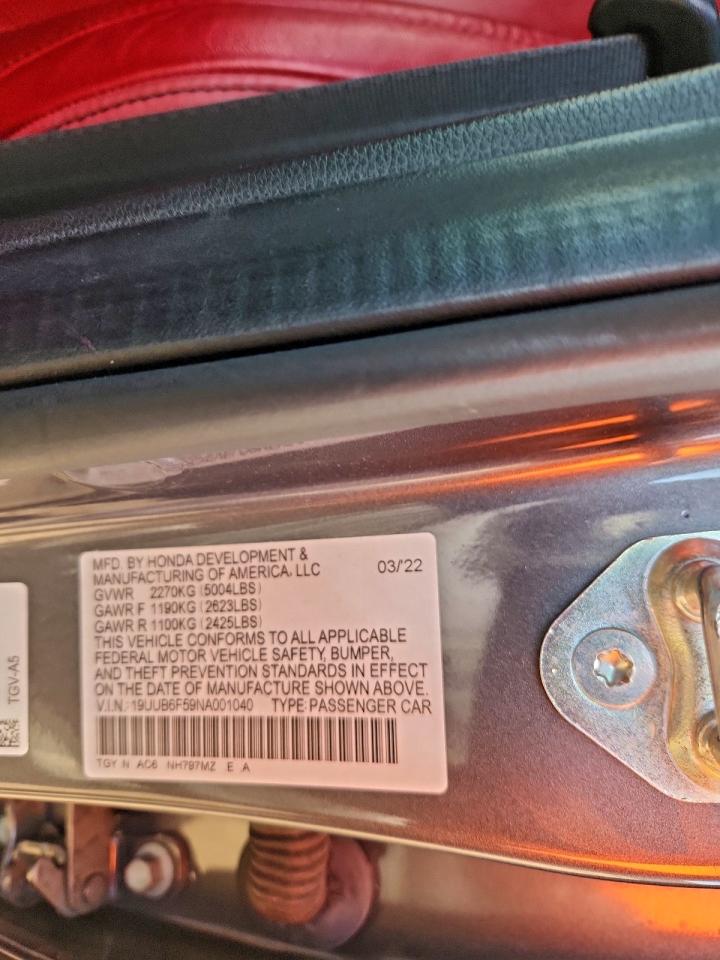 MFD. BY HONDA DEVELOPMENT &
MANUFACTURING OF AMERICA, LLC 03/'22
GVWR 2270KG (5004LBS)
GAWR F 1190KG (2623LBS)
GAWR R 1100KG (2425LBS)
THIS VEHICLE CONFORMS TO ALL APPLICABLE
FEDERAL MOTOR VEHICLE SAFETY, BUMPER,
AND THEFT PREVENTION STANDARDS IN EFFECT
ON THE DATE OF MANUFACTURE SHOWN ABOVE.
V.I.N.:19UUB6F59NA001040 TYPE:PASSENGER CAR
TGY N AC6 NH797MZ E A
TGV-A5